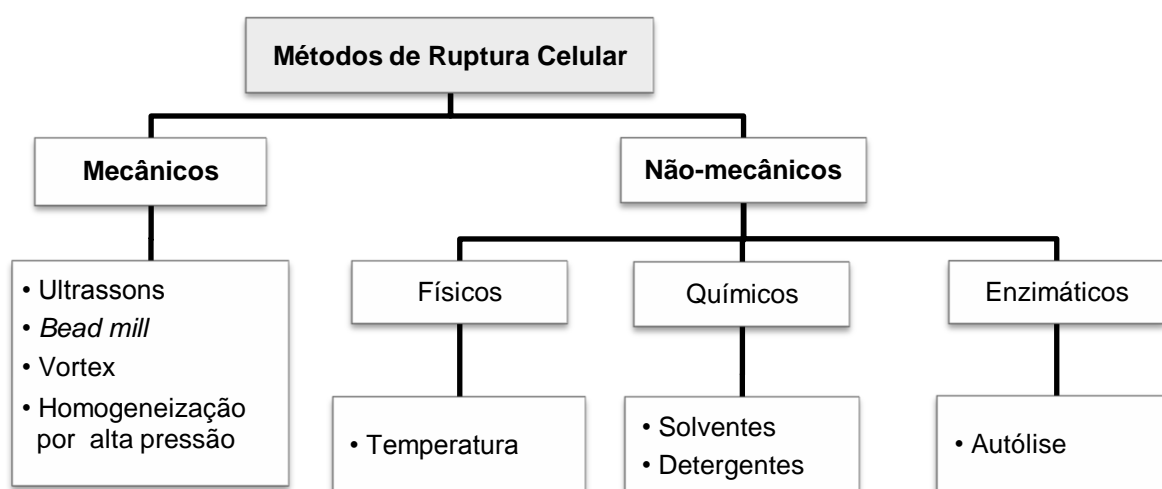 Métodos de Ruptura Celular
Mecânicos
Não-mecânicos
• Ultrassons
• Bead mill
• Vortex
• Homogeneização
por alta pressão
Físicos
Químicos
Enzimáticos
• Temperatura
• Solventes
• Detergentes
• Autólise